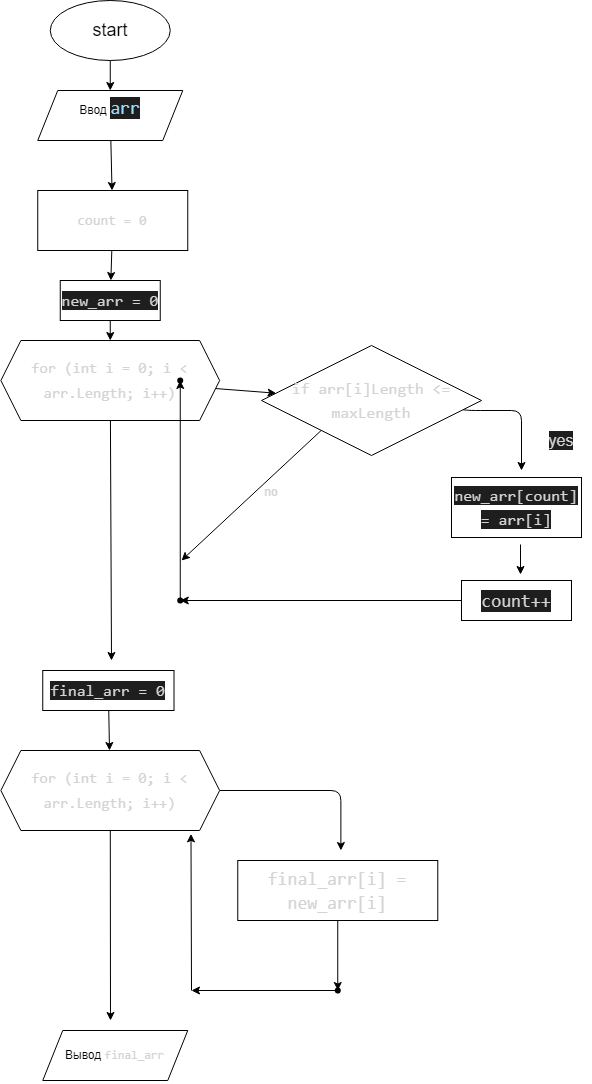 start
Ввод arr
count = 0
new_arr = 0
for (int i = 0; i <
arr.Length; i++)
if arr[i]Length <=
maxLength
yes
no
new_arr[count]
= arr[i]
count++
final_arr = 0
for (int i = 0; i <
arr.Length; i++)
final_arr[i] =
new_arr[i]
Вывод final_arr